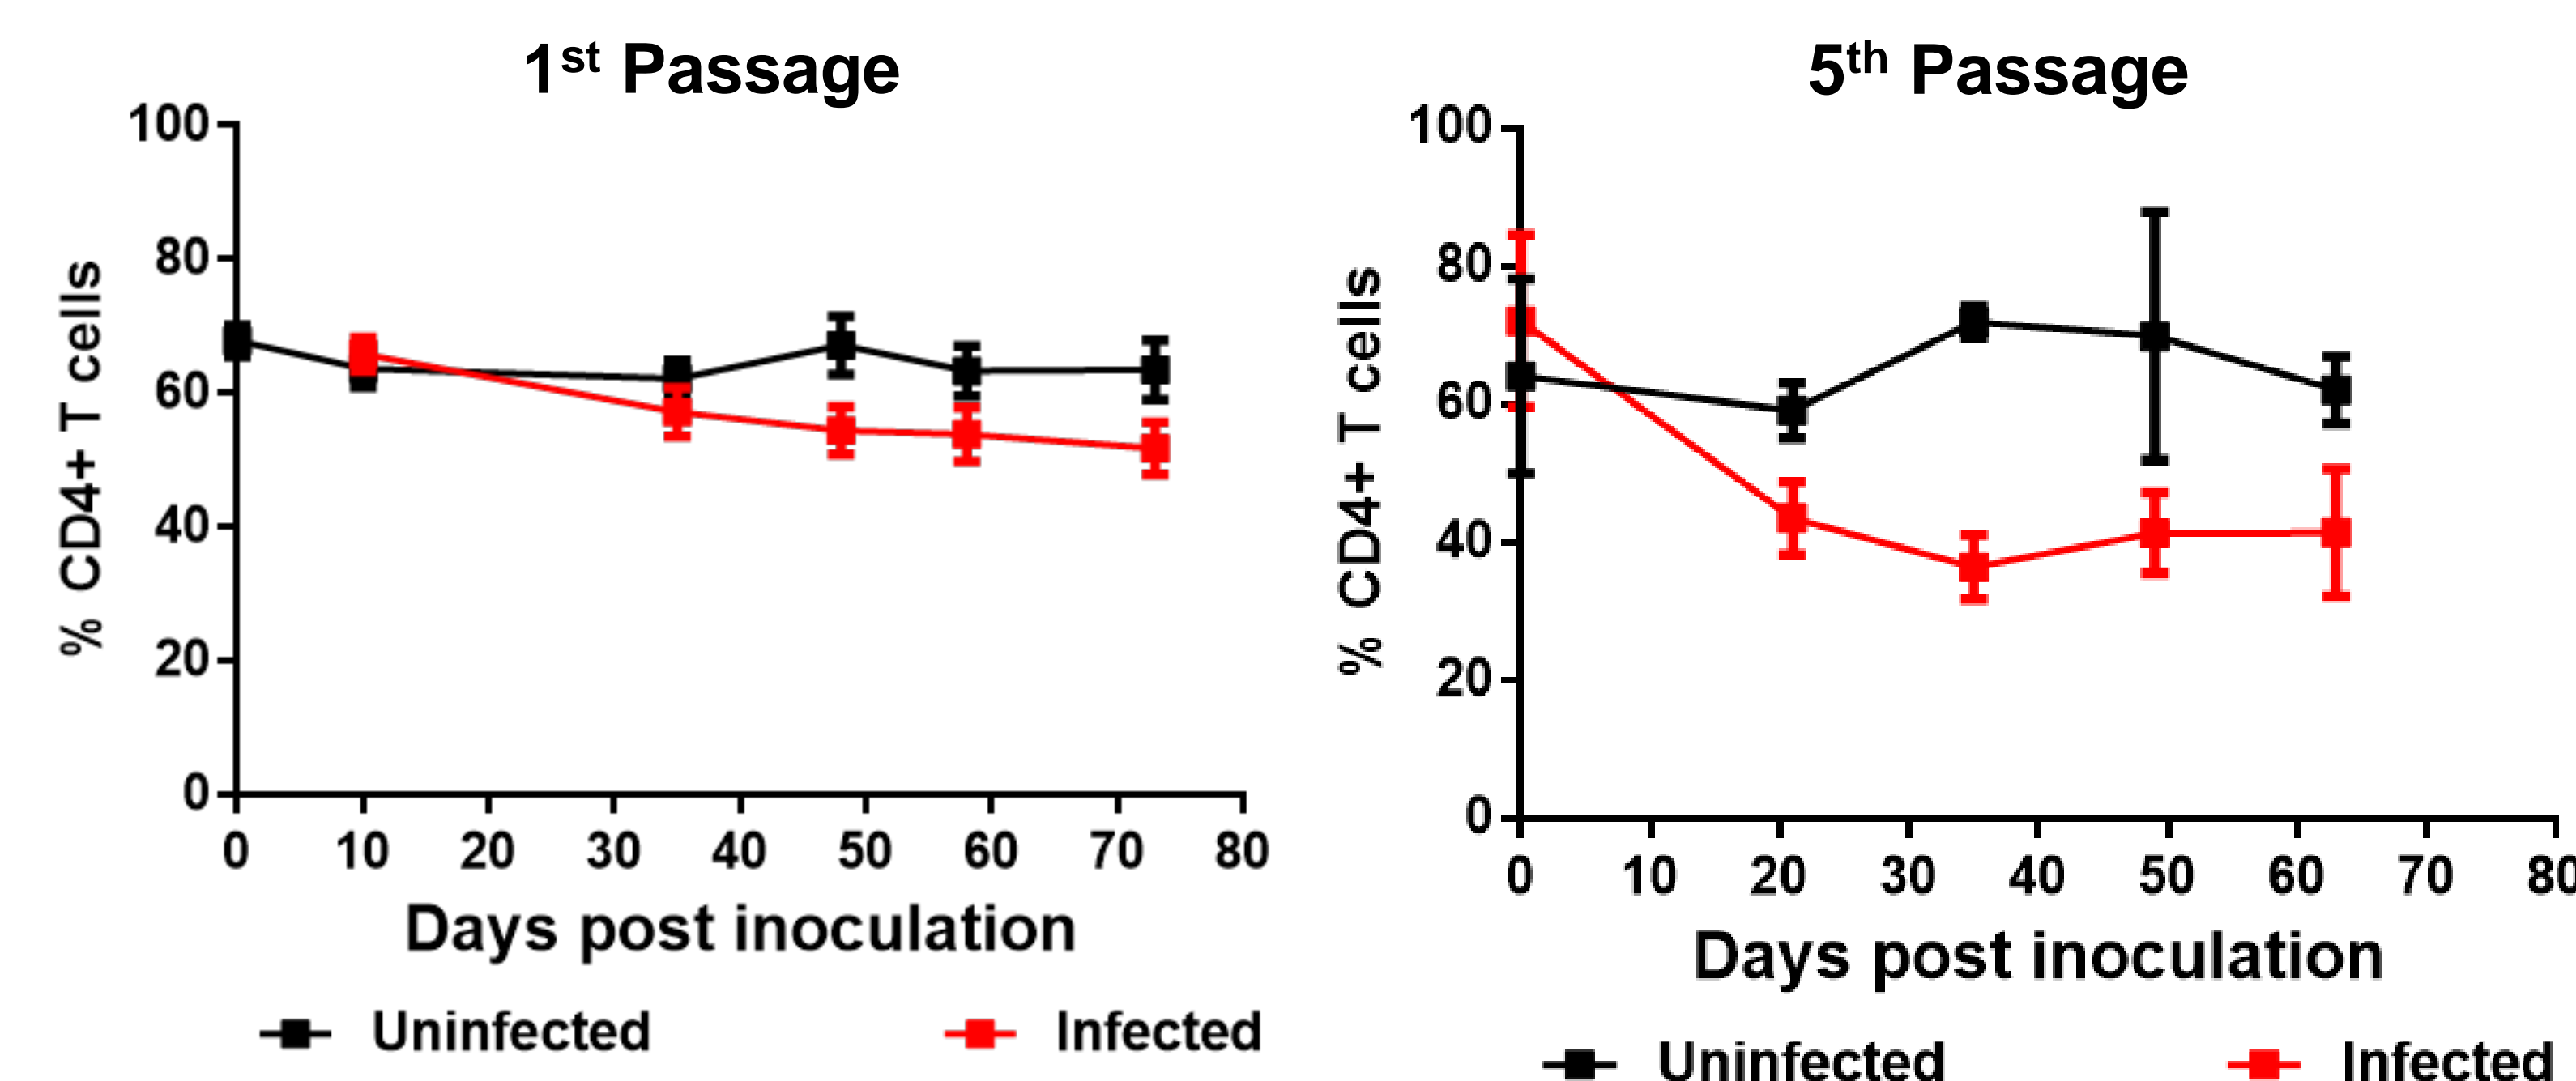 1st Passage
100
80
60
40
20
0
% CD4+ T cells
0 10 20 30 40 50 60 70 80
Days post inoculation
Uninfected Infected
5th Passage
100
80
60
40
20
0
% CD4+ T cells
0 10 20 30 40 50 60 70 80
Days post inoculation
Uninfected Infected